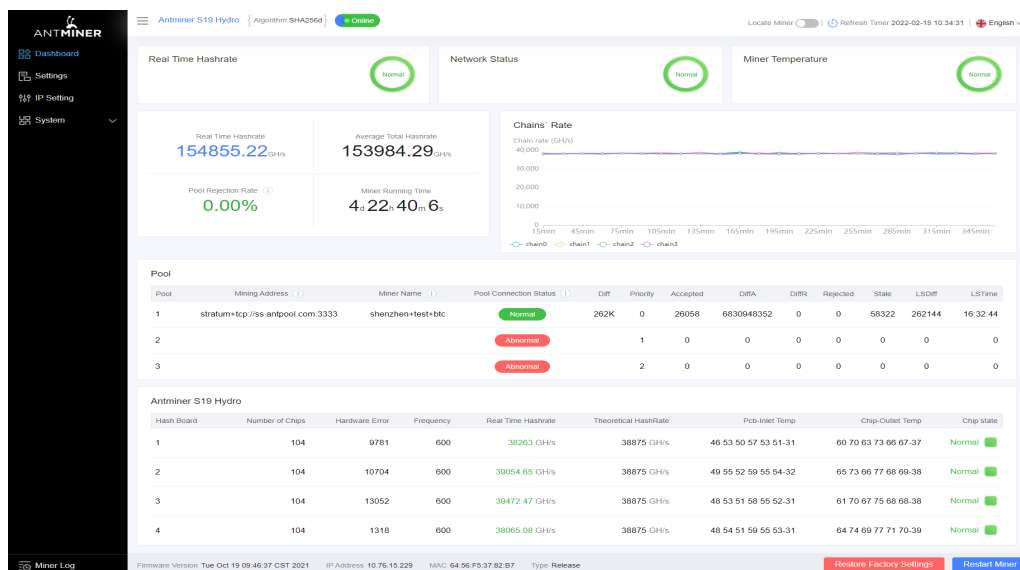 ANTMINER
Antminer S19 Hydro Algorithm SHA256d Online
Locate Miner Refresh Timer 2022-02-15 10:34:31 English
Dashboard
Settings
IP Setting
System
Miner Log
Real Time Hashrate Normal
Network Status Normal
Miner Temperature Normal
Real Time Hashrate
154855.22GH/s
Average Total Hashrate
153984.29GH/s
Pool Rejection Rate
0.00%
Miner Running Time
4d 22h 40m 6s
Chains` Rate
Chain rate (GH/s)
40,000
30,000
20,000
10,000
0
15min 45min 75min 105min 135min 165min 195min 225min 255min 285min 315min 345min
chain0 chain1 chain2 chain3
Pool
Pool Mining Address Miner Name Pool Connection Status Diff Priority Accepted DiffA DiffR Rejected Stale LSDiff LSTime
1 stratum+tcp://ss.antpool.com:3333 shenzhen+test+btc Normal 262K 0 26058 6830948352 0 0 58322 262144 16:32:44
2 Abnormal 1 0 0 0 0 0 0 0
3 Abnormal 2 0 0 0 0 0 0 0
Antminer S19 Hydro
Hash Board Number of Chips Hardware Error Frequency Real Time Hashrate Theoretical HashRate Pcb-Inlet Temp Chip-Outlet Temp Chip state
1 104 9781 600 38263 GH/s 38875 GH/s 46 53 50 57 53 51-31 60 70 63 73 66 67-37 Normal
2 104 10704 600 39054.65 GH/s 38875 GH/s 49 55 52 59 55 54-32 65 73 66 77 68 69-38 Normal
3 104 13052 600 39472.47 GH/s 38875 GH/s 48 53 51 58 55 52-31 61 70 67 75 68 68-38 Normal
4 104 1318 600 38065.08 GH/s 38875 GH/s 48 54 51 59 55 53-31 64 74 69 77 71 70-39 Normal
Firmware Version Tue Oct 19 09:46:37 CST 2021 IP Address 10.76.15.229 MAC 64:56:F5:37:82:B7 Type Release
Restore Factory Settings Restart Miner